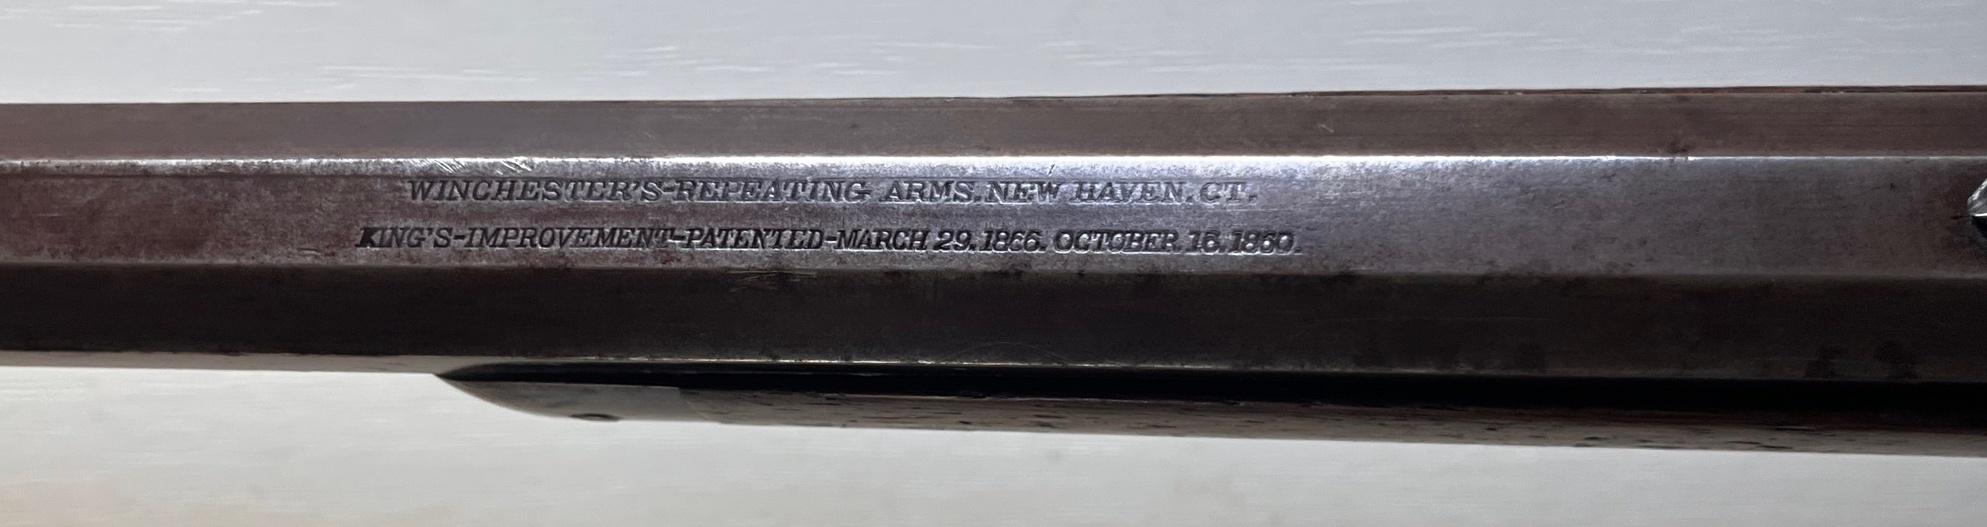 WINCHESTER'S-REPEATING ARMS. NEW HAVEN. CT.
KING'S-IMPROVEMENT-PATENTED-MARCH 29. 1866. OCTOBER 16. 1860.